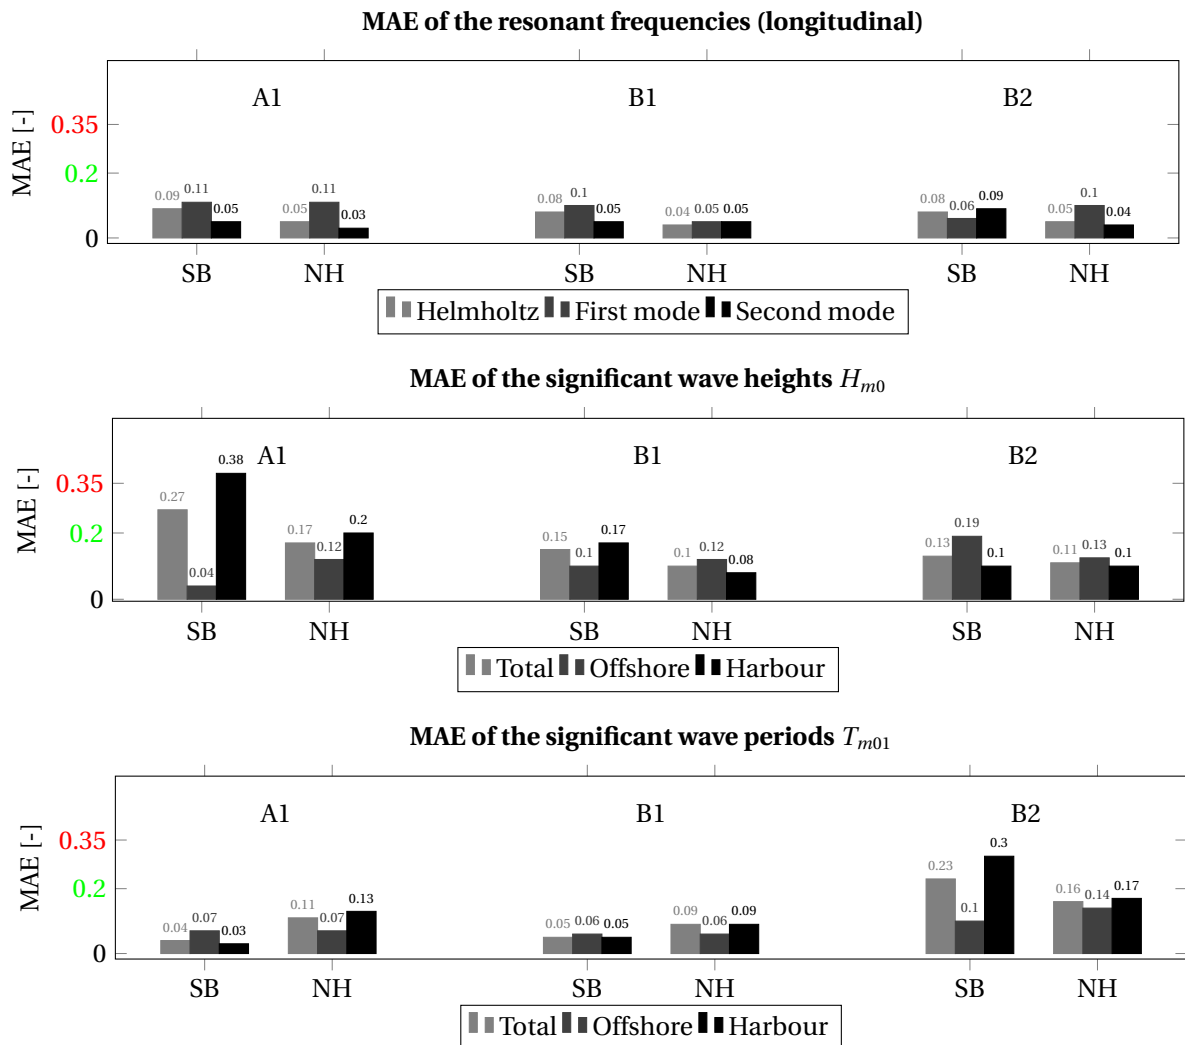 MAE of the resonant frequencies (longitudinal)
A1 B1 B2
MAE [-]
0.35
0.2
0
0.09 0.11 0.05 0.05 0.11 0.03 0.08 0.1 0.05 0.04 0.05 0.05 0.08 0.06 0.09 0.05 0.1 0.04
SB NH SB NH SB NH
Helmholtz First mode Second mode
MAE of the significant wave heights H_{m0}
A1 B1 B2
MAE [-]
0.35
0.2
0
0.27 0.04 0.38 0.17 0.12 0.2 0.15 0.1 0.17 0.1 0.12 0.08 0.13 0.19 0.1 0.11 0.13 0.1
SB NH SB NH SB NH
Total Offshore Harbour
MAE of the significant wave periods T_{m01}
A1 B1 B2
MAE [-]
0.35
0.2
0
0.04 0.07 0.03 0.11 0.07 0.13 0.05 0.06 0.05 0.09 0.06 0.09 0.23 0.1 0.3 0.16 0.14 0.17
SB NH SB NH SB NH
Total Offshore Harbour